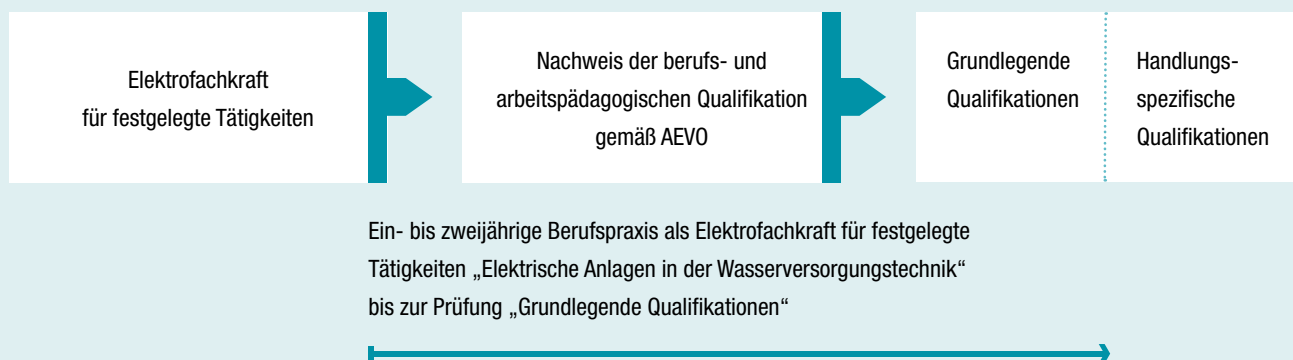 Elektrofachkraft
für festgelegte Tätigkeiten
Nachweis der berufs- und
arbeitspädagogischen Qualifikation
gemäß AEVO
Grundlegende
Qualifikationen
Handlungs-
spezifische
Qualifikationen
Ein- bis zweijährige Berufspraxis als Elektrofachkraft für festgelegte
Tätigkeiten „Elektrische Anlagen in der Wasserversorgungstechnik“
bis zur Prüfung „Grundlegende Qualifikationen“